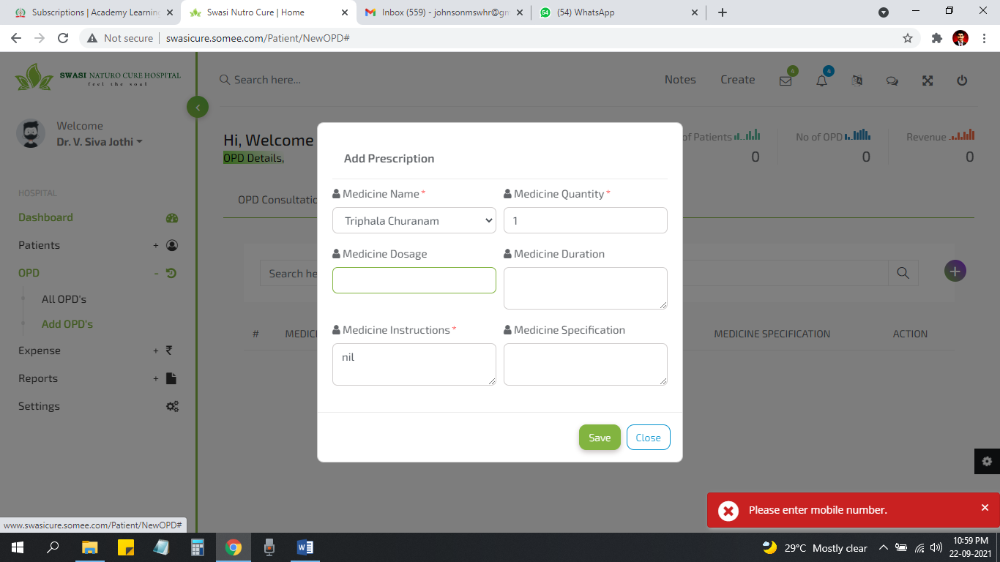 Subscriptions | Academy Learning
Swasi Nutro Cure | Home
Inbox (559) - johnsonmswhr@gm
54
(54) WhatsApp
Not secure
swasicure.somee.com/Patient/NewOPD#
SWASI NATURO CURE HOSPITAL
feel the soul
Search here...
Notes
Create
4
4
Welcome
Dr. V. Siva Jothi
Hi, Welcome
OPD Details,
of Patients
0
No of OPD
0
Revenue
0
HOSPITAL
Dashboard
Patients +
OPD -
All OPD's
Add OPD's
Expense + ₹
Reports +
Settings
OPD Consultatio
Search he
+
# MEDIC
MEDICINE SPECIFICATION
ACTION
Add Prescription
Medicine Name*
Medicine Quantity*
Triphala Churanam
1
Medicine Dosage
Medicine Duration
Medicine Instructions*
Medicine Specification
nil
Save
Close
Please enter mobile number.
www.swasicure.somee.com/Patient/NewOPD#
29°C Mostly clear
10:59 PM
22-09-2021